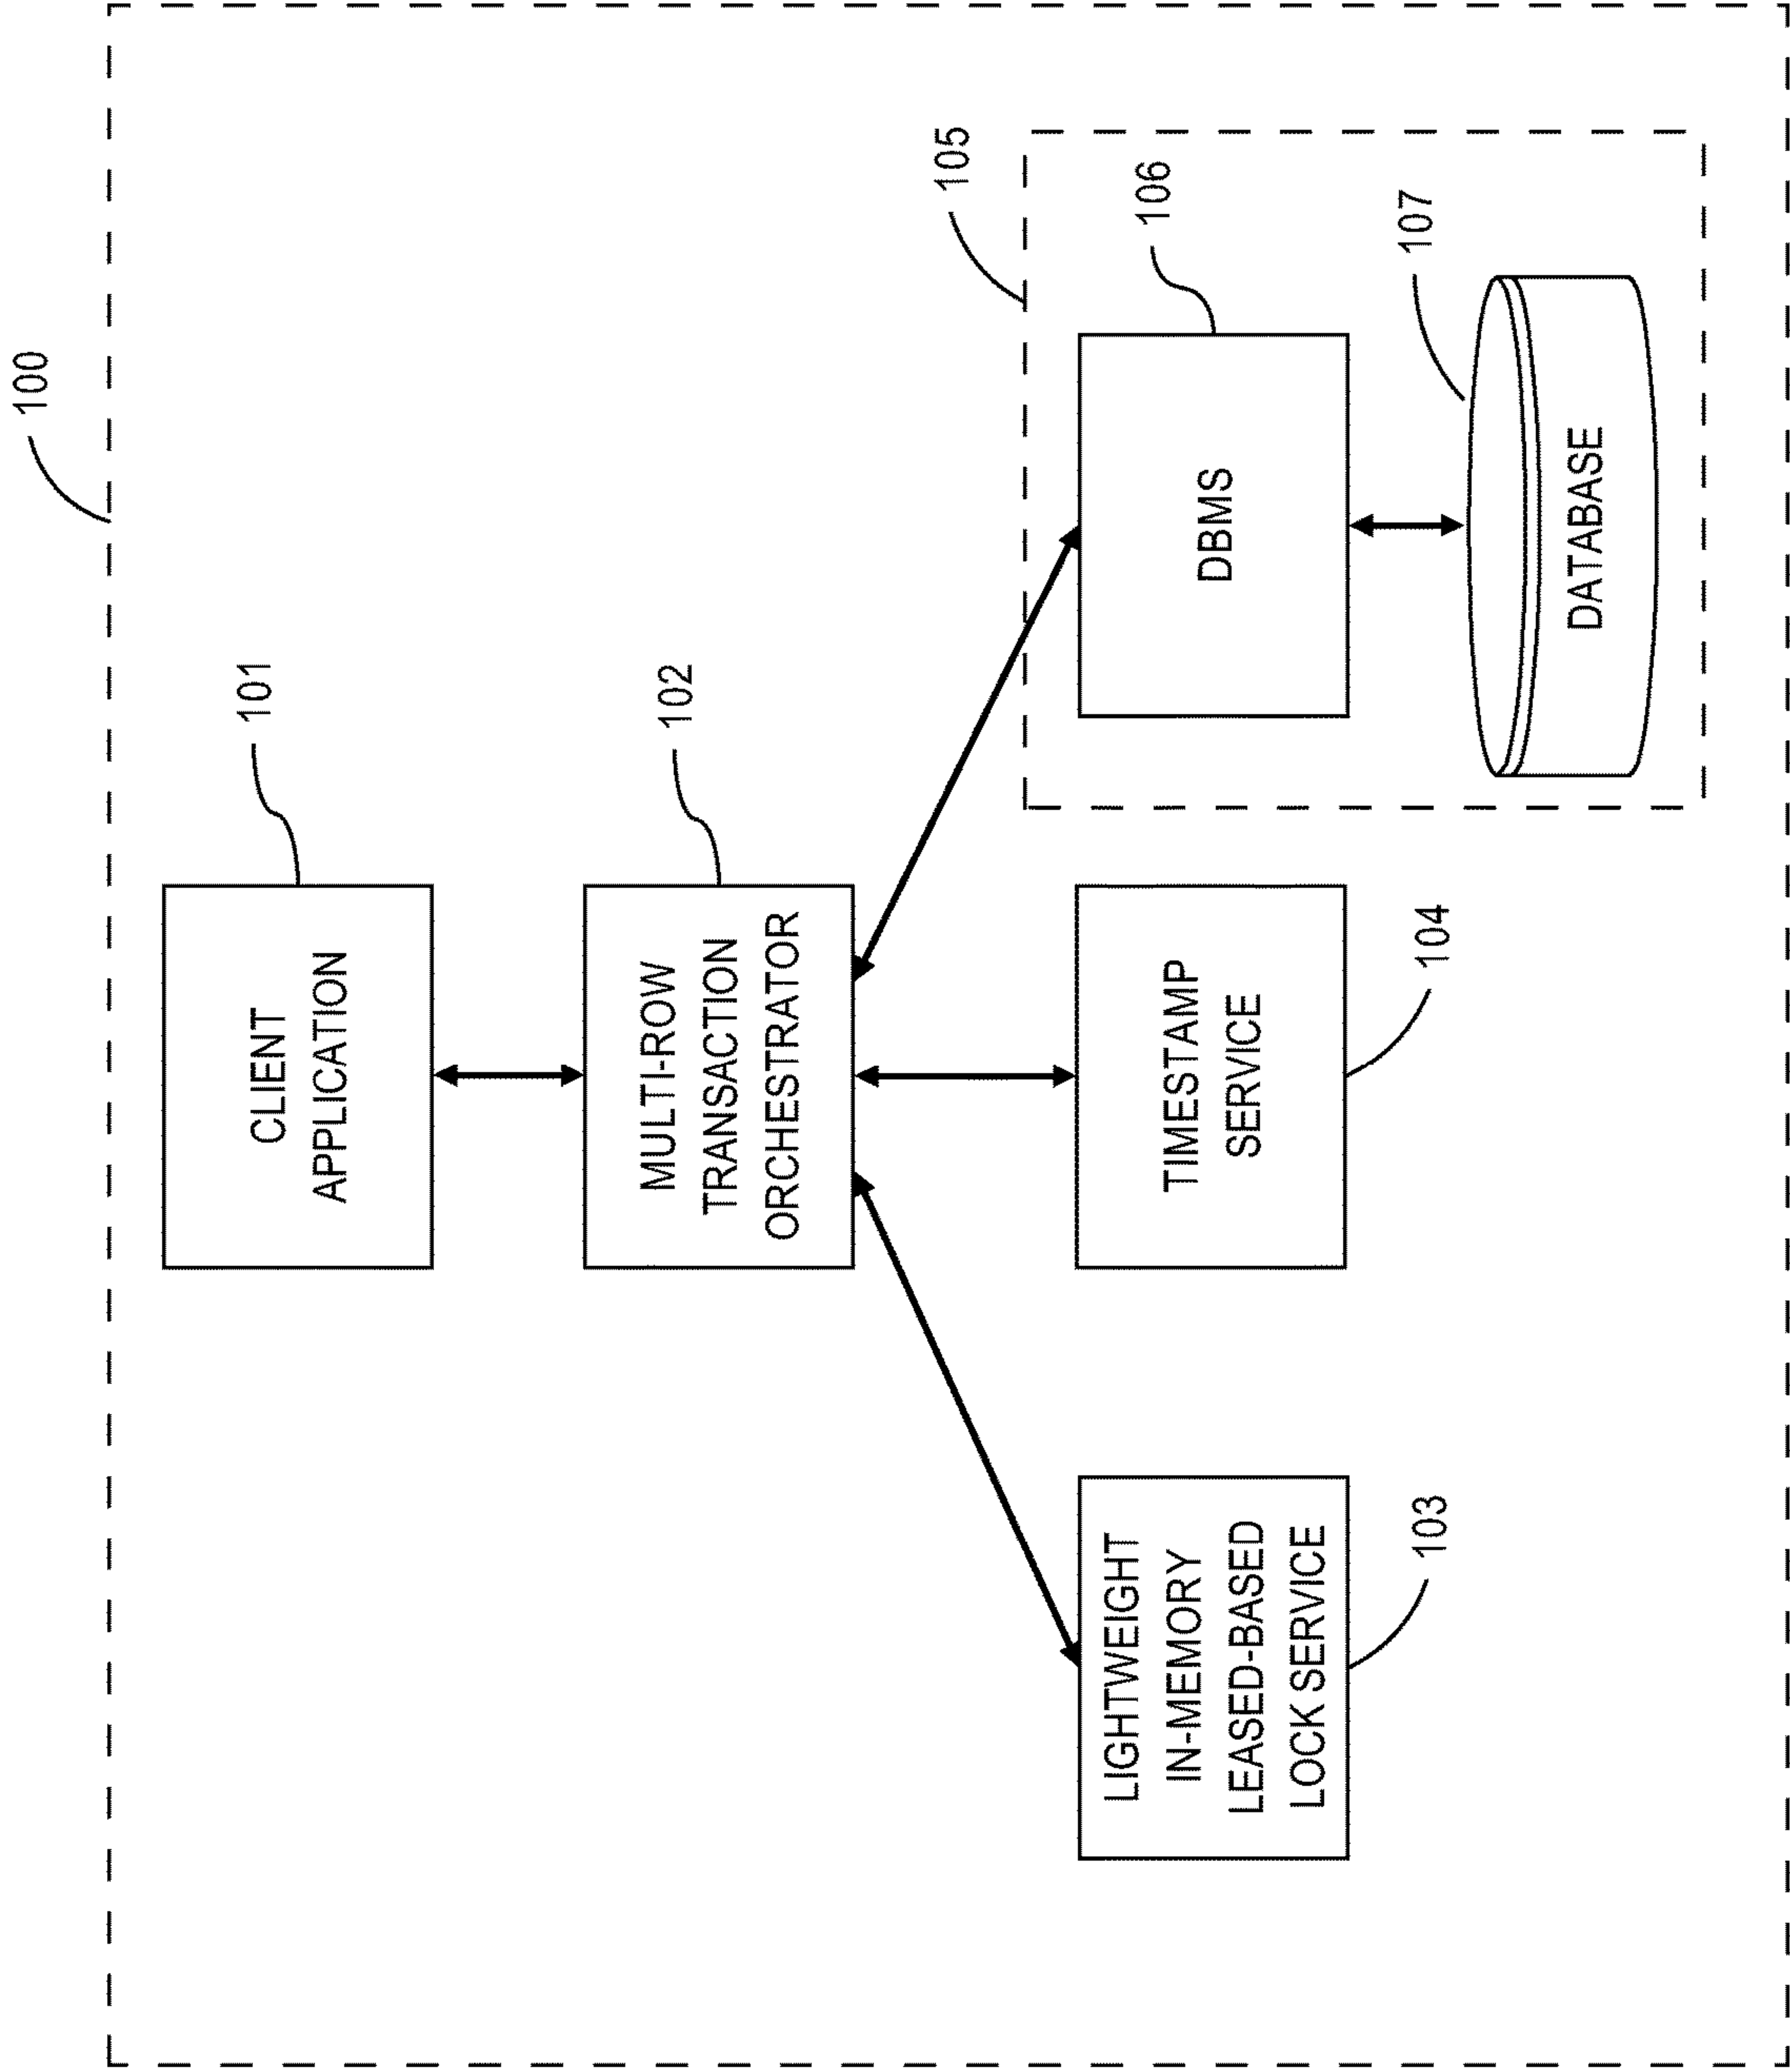 100
CLIENT
APPLICATION
101
MULTI-ROW
TRANSACTION
ORCHESTRATOR
102
LIGHTWEIGHT
IN-MEMORY
LEASED-BASED
LOCK SERVICE
103
TIMESTAMP
SERVICE
104
105
DBMS
106
DATABASE
107